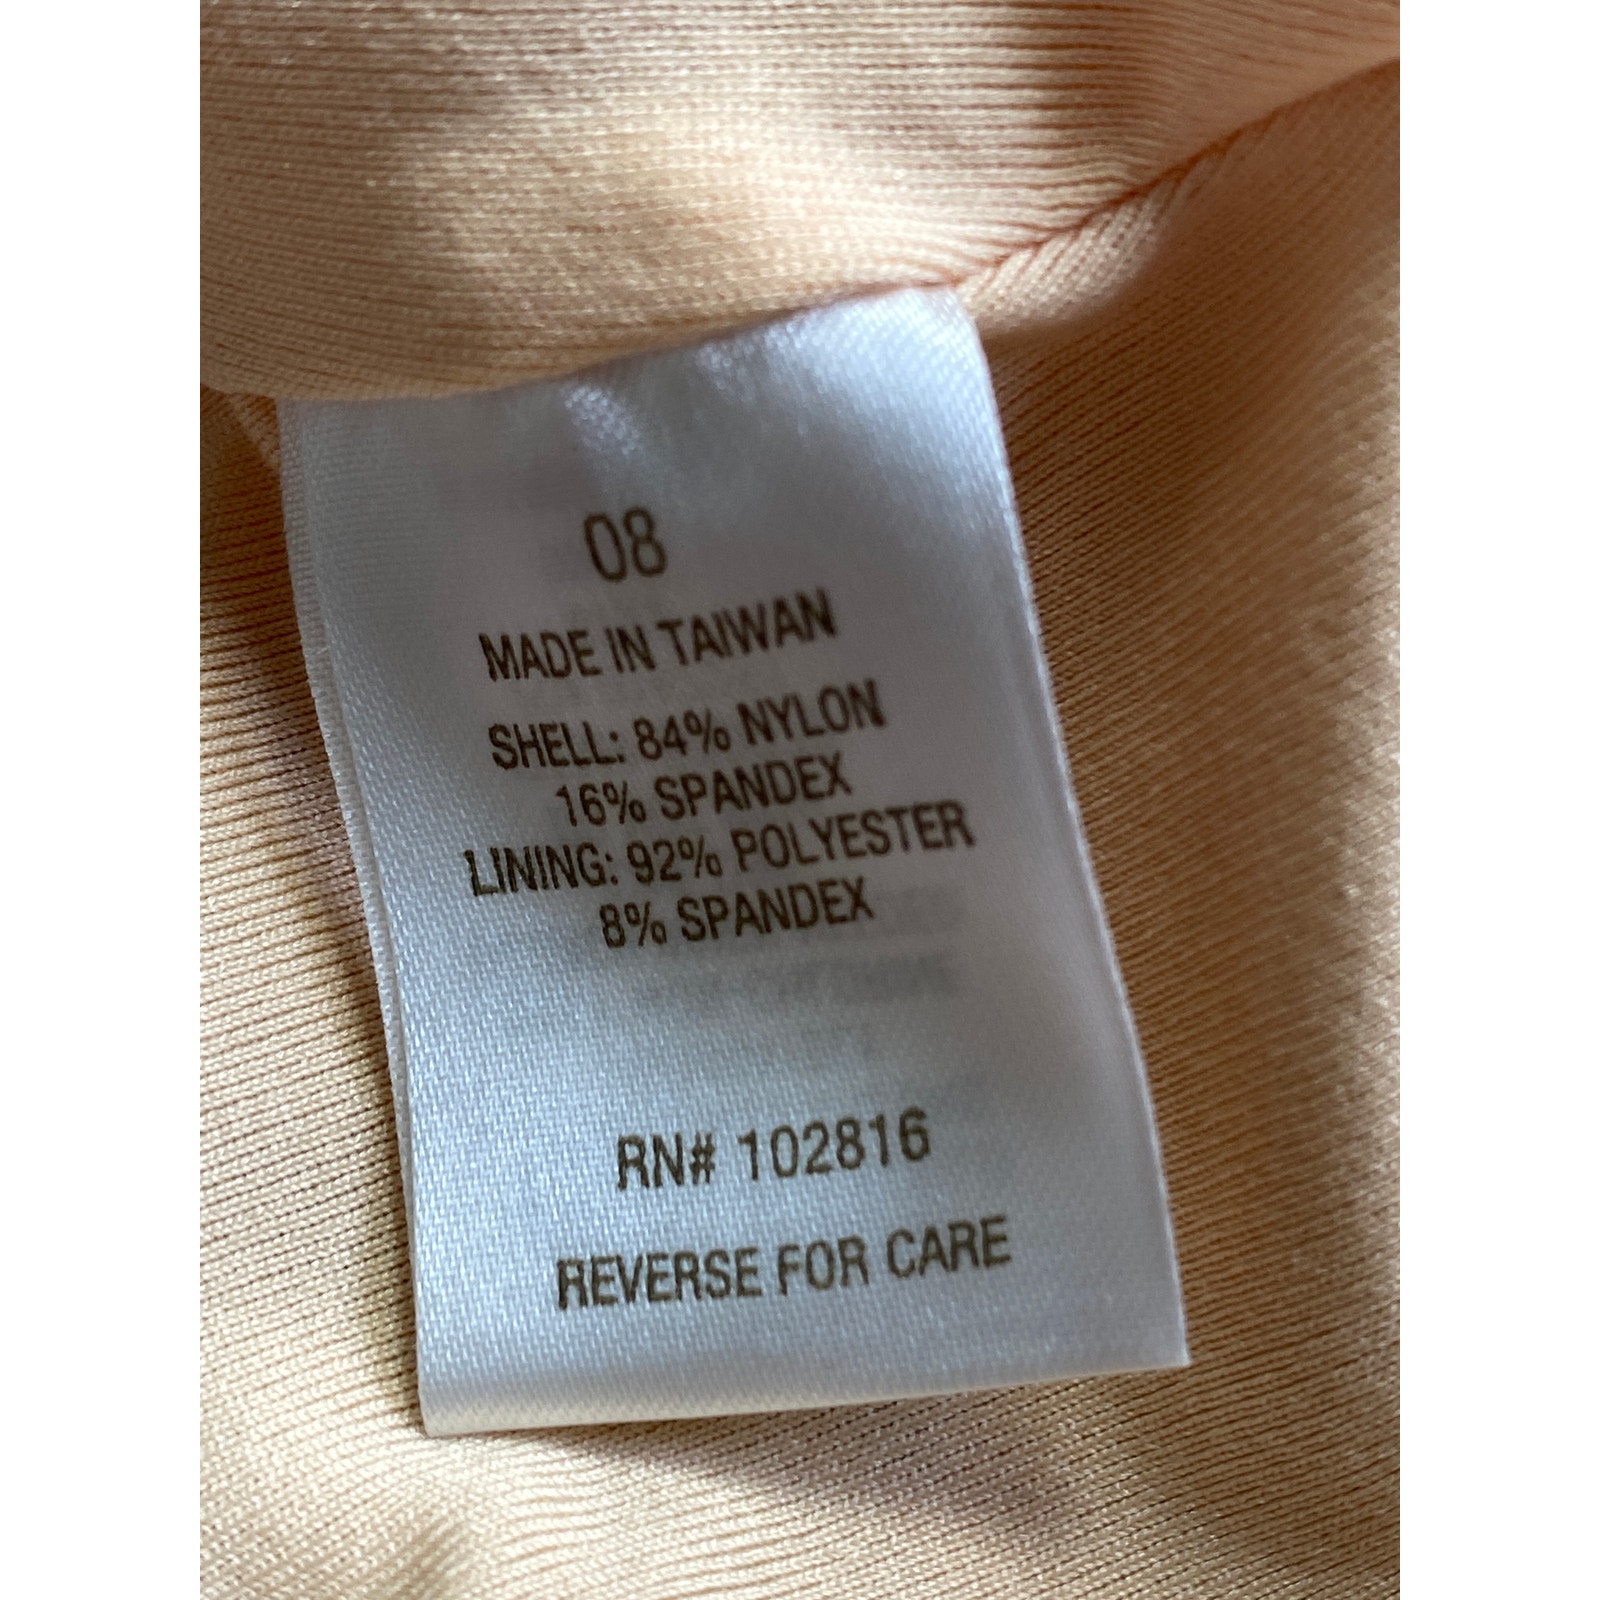 08
MADE IN TAIWAN
SHELL: 84% NYLON
16% SPANDEX
LINING: 92% POLYESTER
8% SPANDEX
RN# 102816
REVERSE FOR CARE